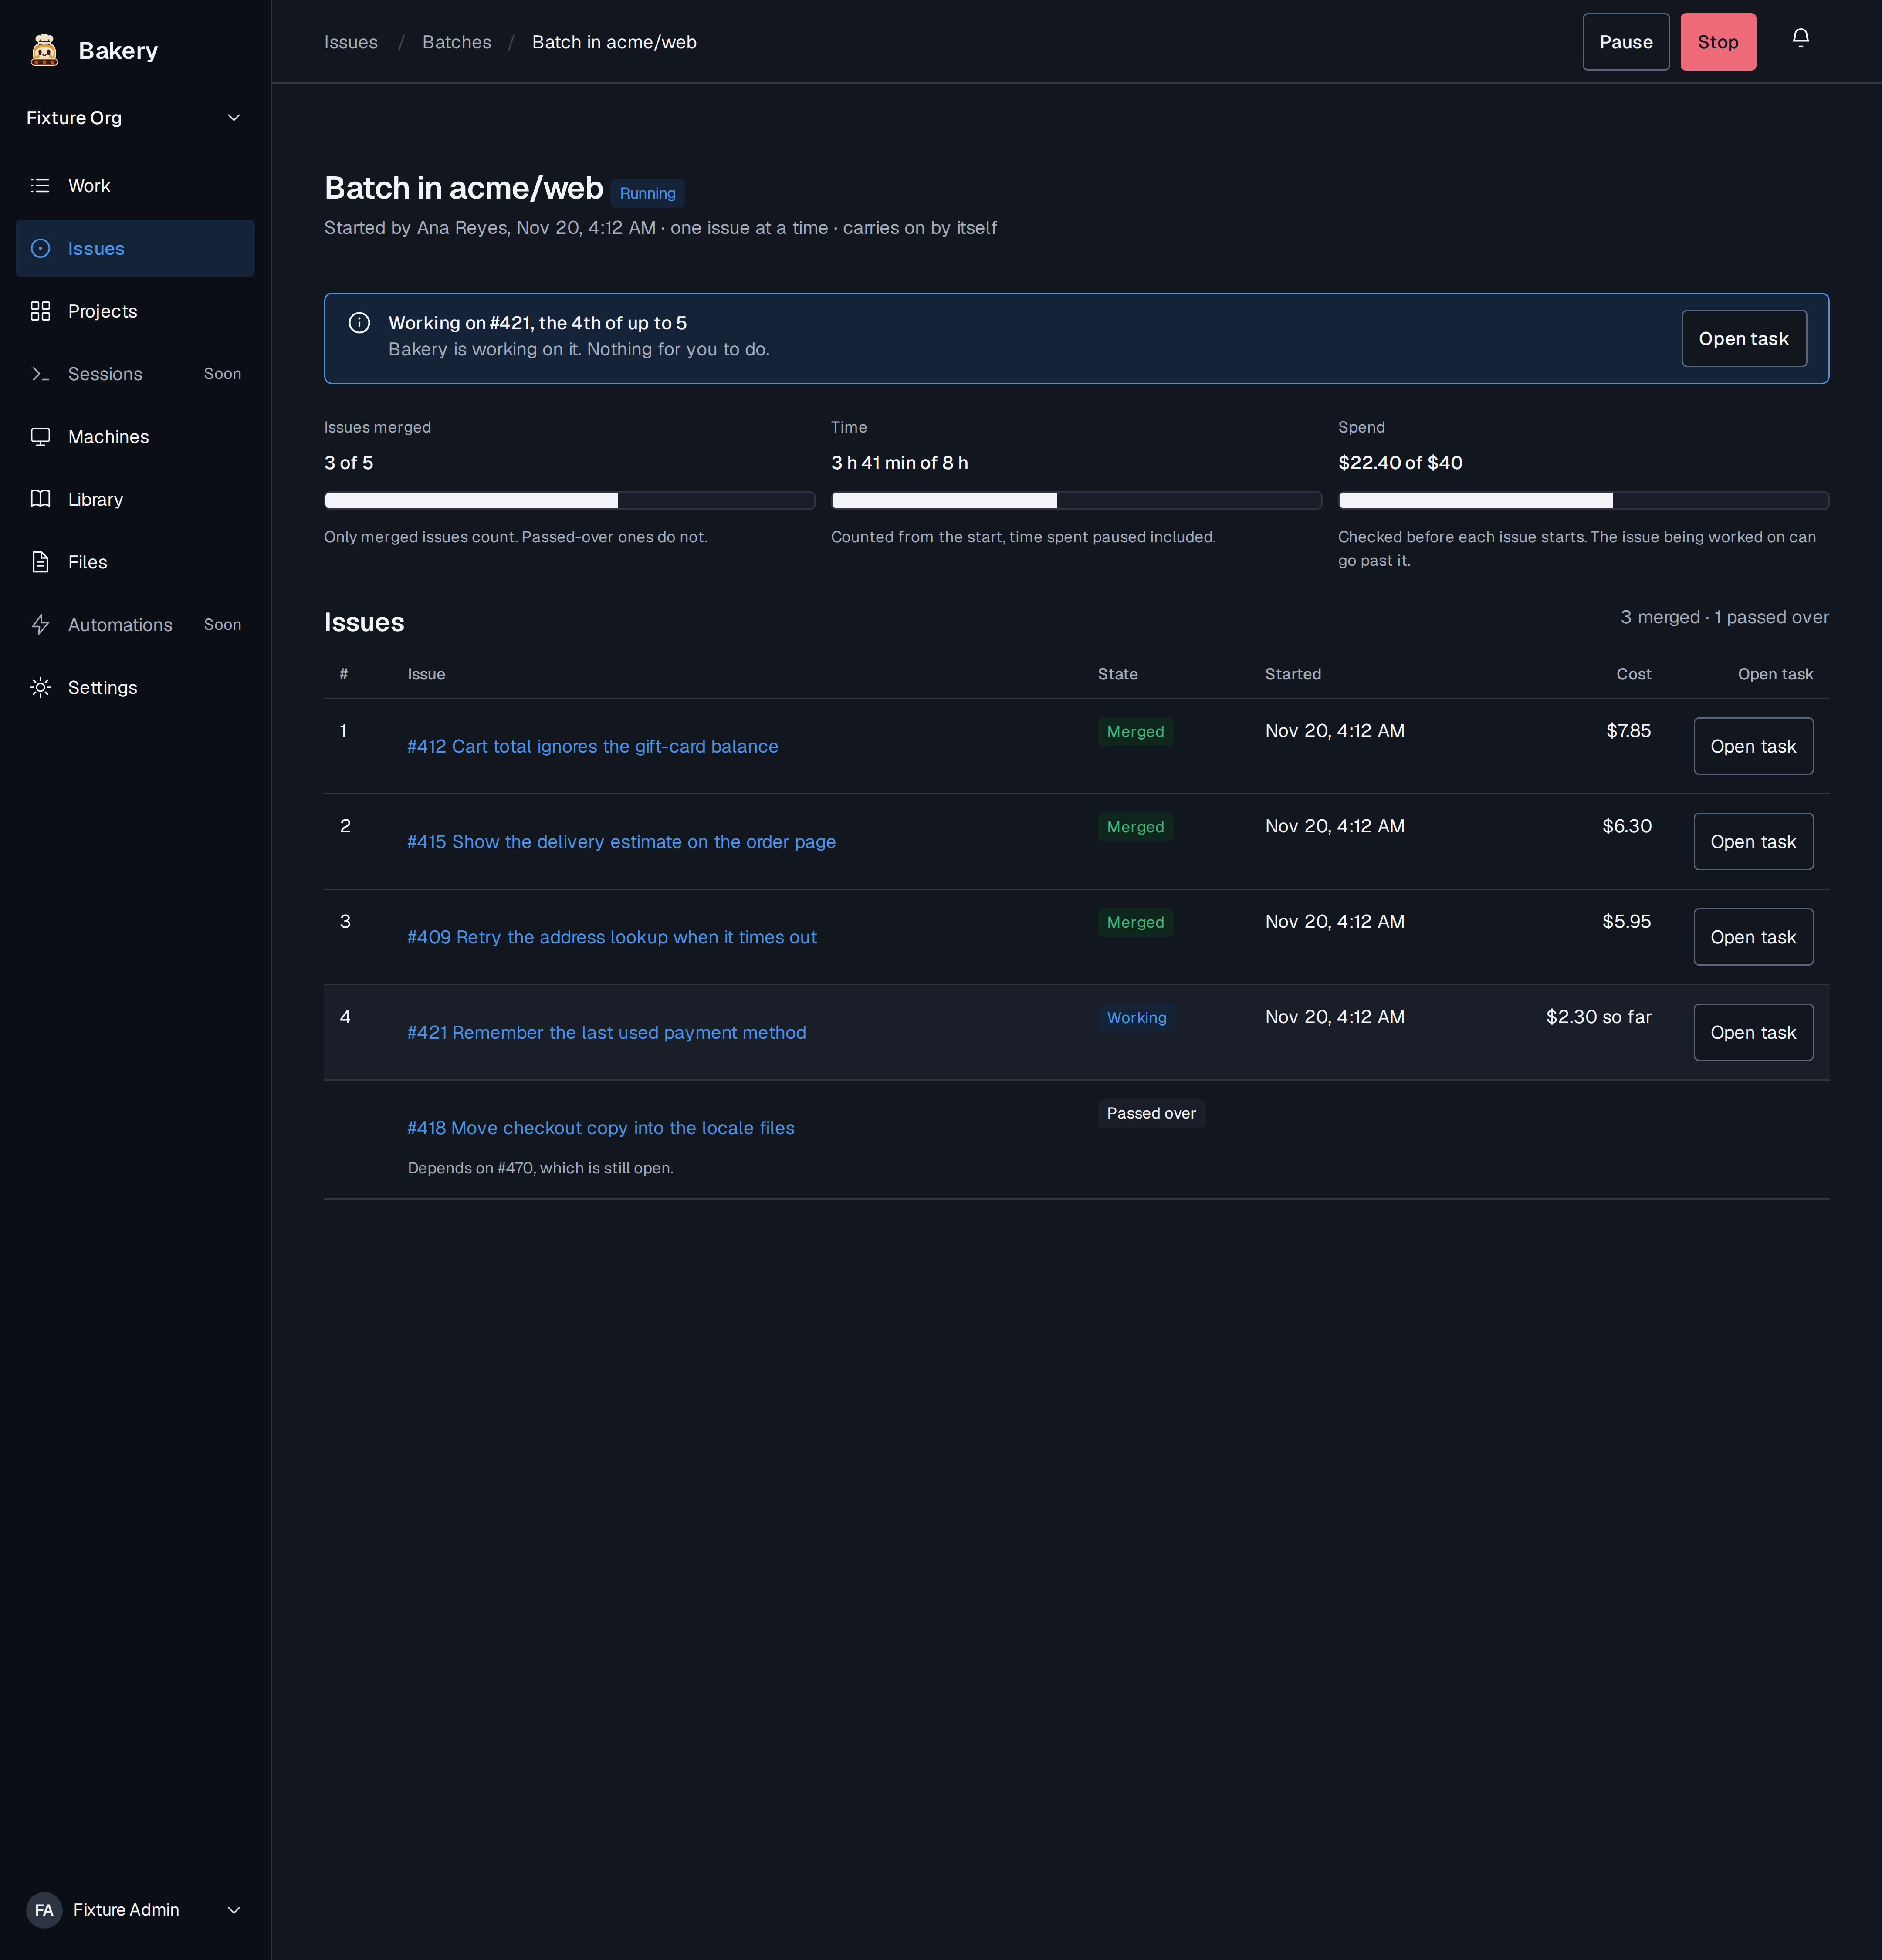 Bakery
Fixture Org
Work
Issues
Projects
Sessions Soon
Machines
Library
Files
Automations Soon
Settings
FA Fixture Admin
Issues / Batches / Batch in acme/web
Pause
Stop
Batch in acme/web Running
Started by Ana Reyes, Nov 20, 4:12 AM · one issue at a time · carries on by itself
Working on #421, the 4th of up to 5
Bakery is working on it. Nothing for you to do.
Open task
Issues merged
3 of 5
Only merged issues count. Passed-over ones do not.
Time
3 h 41 min of 8 h
Counted from the start, time spent paused included.
Spend
$22.40 of $40
Checked before each issue starts. The issue being worked on can
go past it.
Issues
3 merged · 1 passed over
# Issue State Started Cost Open task
1 #412 Cart total ignores the gift-card balance Merged Nov 20, 4:12 AM $7.85 Open task
2 #415 Show the delivery estimate on the order page Merged Nov 20, 4:12 AM $6.30 Open task
3 #409 Retry the address lookup when it times out Merged Nov 20, 4:12 AM $5.95 Open task
4 #421 Remember the last used payment method Working Nov 20, 4:12 AM $2.30 so far Open task
#418 Move checkout copy into the locale files Passed over
Depends on #470, which is still open.